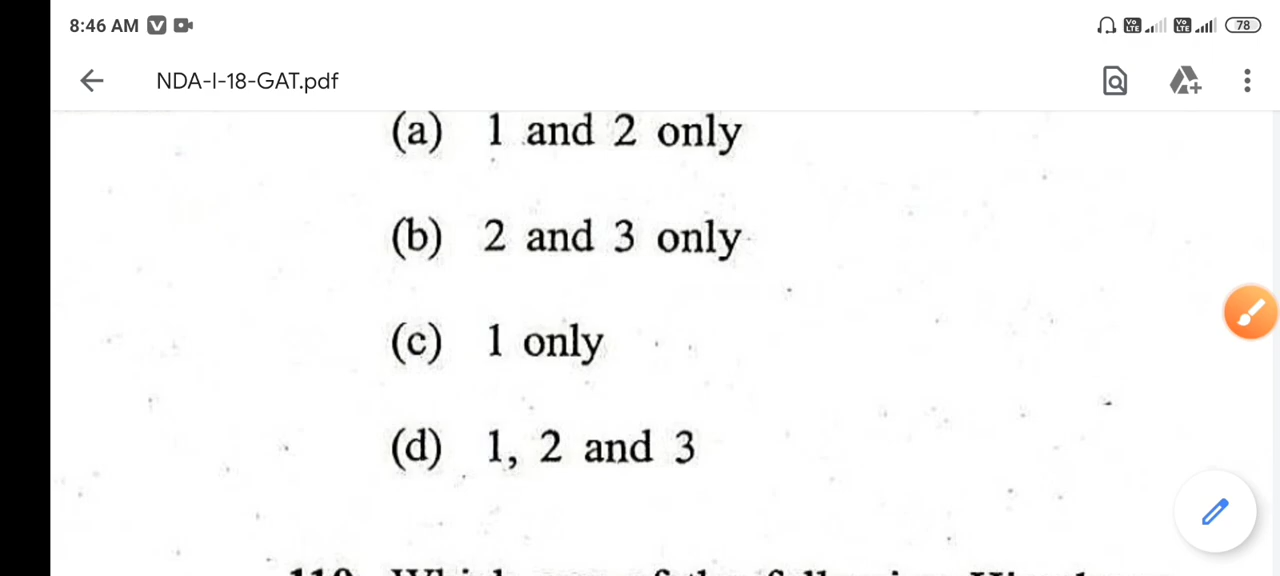 8:46 AM
78
NDA-I-18-GAT.pdf
(a) 1 and 2 only
(b) 2 and 3 only
(c) 1 only
(d) 1, 2 and 3